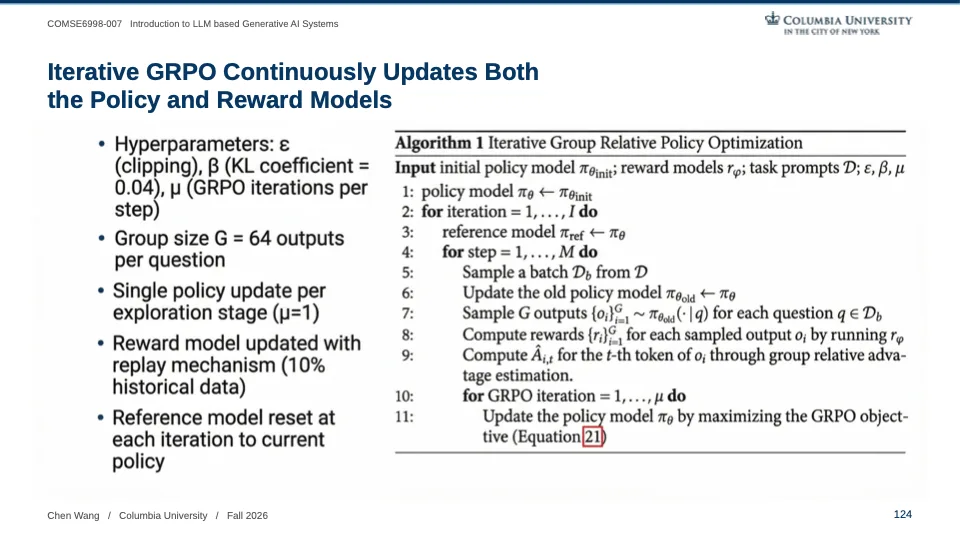 COMSE6998-007 Introduction to LLM based Generative AI Systems
COLUMBIA UNIVERSITY
IN THE CITY OF NEW YORK
Iterative GRPO Continuously Updates Both
the Policy and Reward Models
• Hyperparameters: ε
(clipping), β (KL coefficient =
0.04), μ (GRPO iterations per
step)
• Group size G = 64 outputs
per question
• Single policy update per
exploration stage (μ=1)
• Reward model updated with
replay mechanism (10%
historical data)
• Reference model reset at
each iteration to current
policy
Algorithm 1 Iterative Group Relative Policy Optimization
Input initial policy model π_θ_init; reward models r_φ; task prompts 𝒟; ε, β, μ
1: policy model π_θ ← π_θ_init
2: for iteration = 1, . . . , I do
3: reference model π_ref ← π_θ
4: for step = 1, . . . , M do
5: Sample a batch 𝒟_b from 𝒟
6: Update the old policy model π_θ_old ← π_θ
7: Sample G outputs {o_i}_{i=1}^G ∼ π_θ_old(· | q) for each question q ∈ 𝒟_b
8: Compute rewards {r_i}_{i=1}^G for each sampled output o_i by running r_φ
9: Compute Â_{i,t} for the t-th token of o_i through group relative adva-
tage estimation.
10: for GRPO iteration = 1, . . . , μ do
11: Update the policy model π_θ by maximizing the GRPO objec-
tive (Equation 21)
Chen Wang / Columbia University / Fall 2026
124